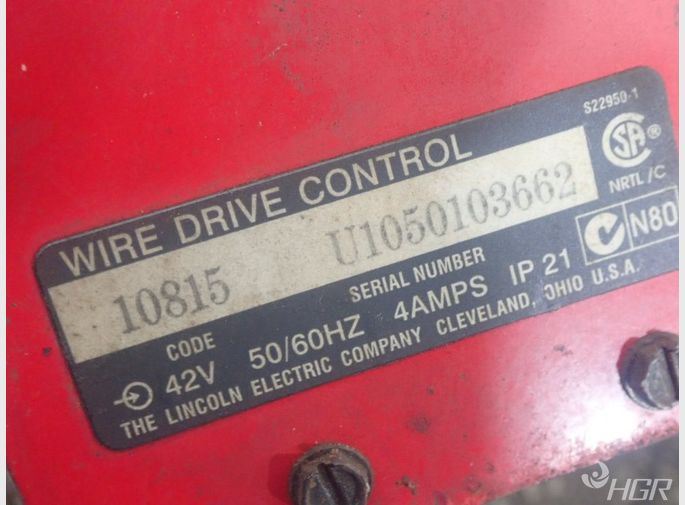 S22950-1
WIRE DRIVE CONTROL
SA ®
NRTL/C
10815 U1050103662
CODE SERIAL NUMBER
N80
42V 50/60HZ 4AMPS IP 21
THE LINCOLN ELECTRIC COMPANY CLEVELAND, OHIO U.S.A.
HGR